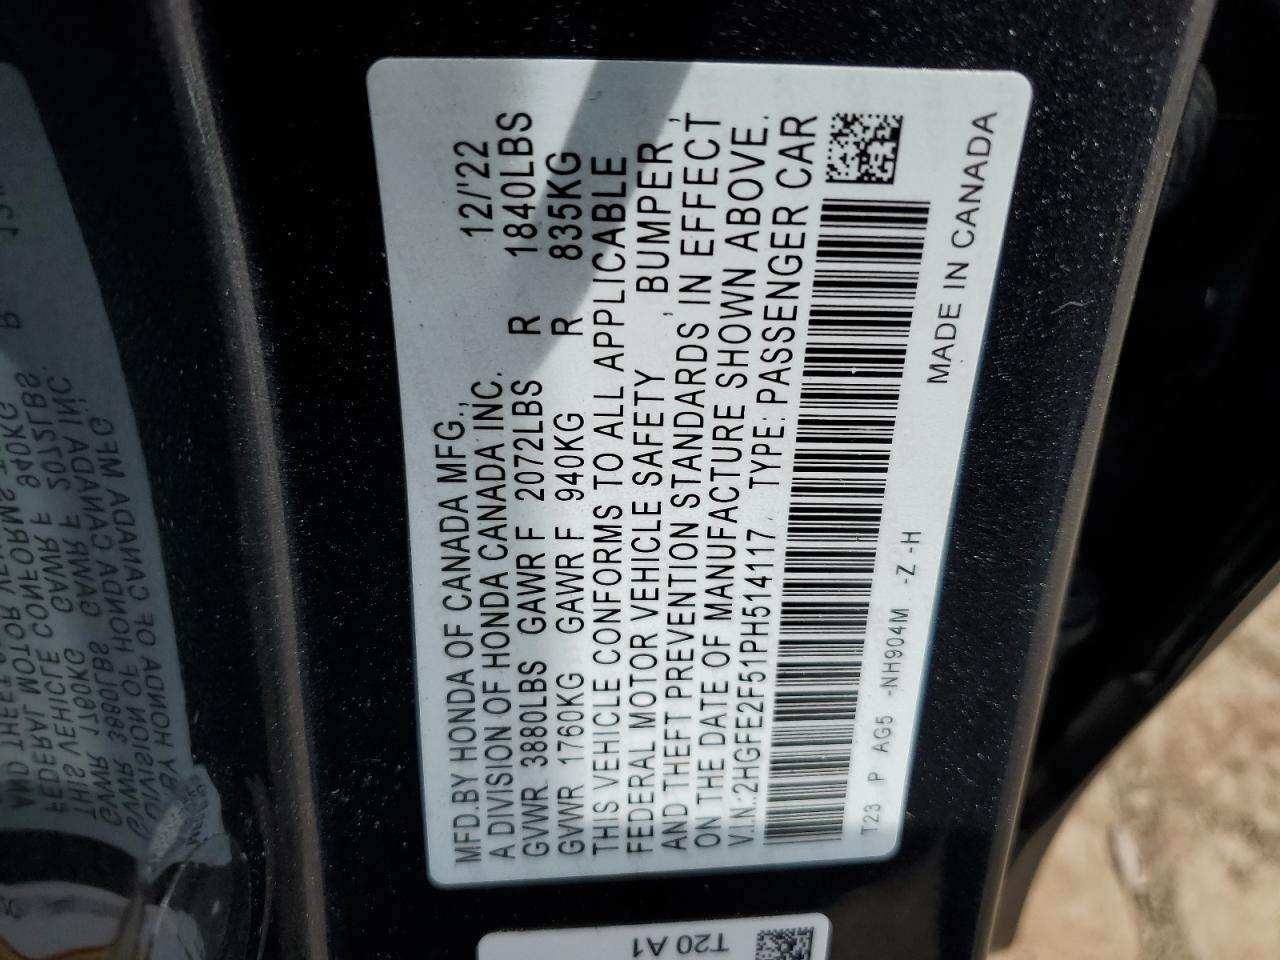 MFD.BY HONDA OF CANADA MFG.,
A DIVISION OF HONDA CANADA INC. 12/'22
GVWR 3880LBS GAWR F 2072LBS R 1840LBS
GVWR 1760KG GAWR F 940KG R 835KG
THIS VEHICLE CONFORMS TO ALL APPLICABLE
FEDERAL MOTOR VEHICLE SAFETY , BUMPER ,
AND THEFT PREVENTION STANDARDS, IN EFFECT
ON THE DATE OF MANUFACTURE SHOWN ABOVE.
V.I.N.:2HGFE2F51PH514117 TYPE: PASSENGER CAR
T23 P AG5 -NH904M -Z -H
MADE IN CANADA
T20 A1